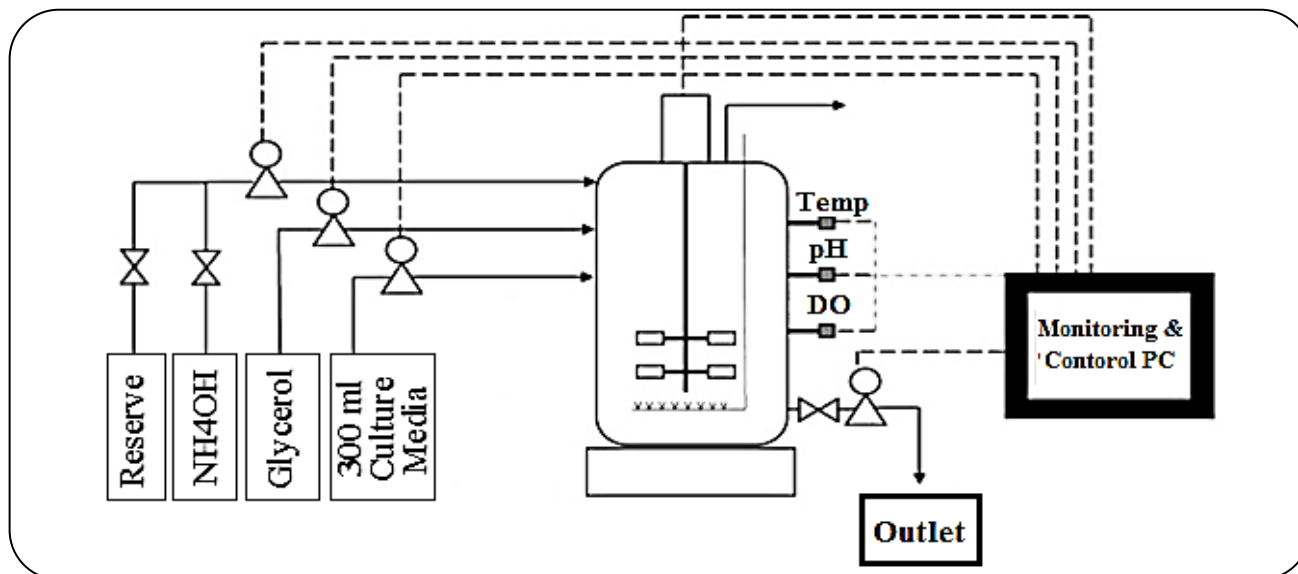 Temp
pH
DO
Monitoring &
' Contorol PC
Reserve
NH4OH
Glycerol
300 ml
Culture
Media
Outlet